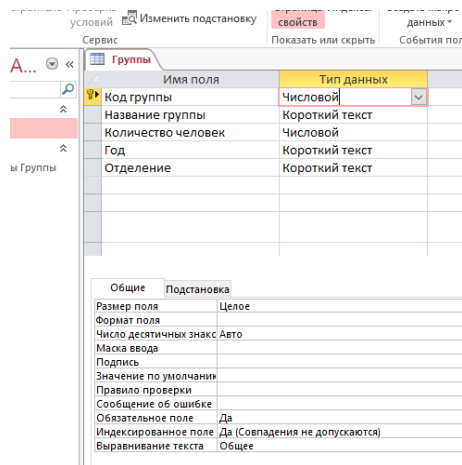 условий Изменить подстановку свойств данных
Сервис Показать или скрыть События пол
А... «
Группы
Имя поля Тип данных
Код группы Числовой
Название группы Короткий текст
Количество человек Числовой
Год Короткий текст
ы Группы Отделение Короткий текст
Общие Подстановка
Размер поля Целое
Формат поля
Число десятичных знакс Авто
Маска ввода
Подпись
Значение по умолчани
Правило проверки
Сообщение об ошибке
Обязательное поле Да
Индексированное поле Да (Совпадения не допускаются)
Выравнивание текста Общее